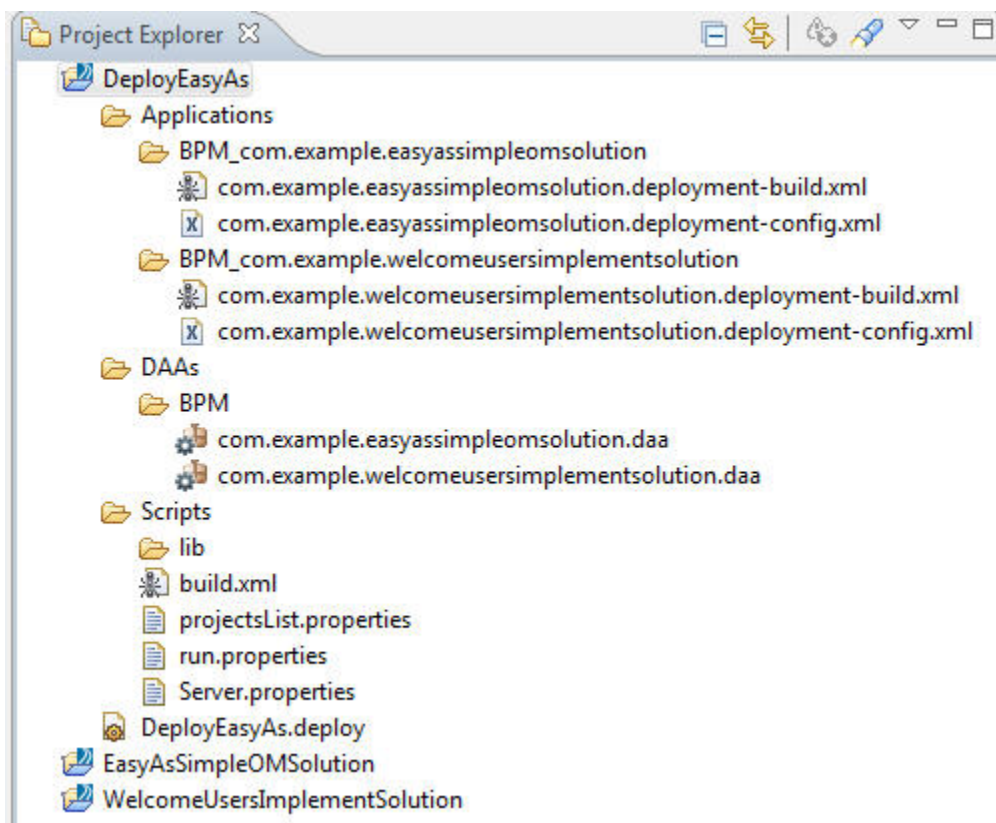 Project Explorer
DeployEasyAs
Applications
BPM_com.example.easyassimpleomsolution
com.example.easyassimpleomsolution.deployment-build.xml
com.example.easyassimpleomsolution.deployment-config.xml
BPM_com.example.welcomeusersimplementsolution
com.example.welcomeusersimplementsolution.deployment-build.xml
com.example.welcomeusersimplementsolution.deployment-config.xml
DAAs
BPM
com.example.easyassimpleomsolution.daa
com.example.welcomeusersimplementsolution.daa
Scripts
lib
build.xml
projectsList.properties
run.properties
Server.properties
DeployEasyAs.deploy
EasyAsSimpleOMSolution
WelcomeUsersImplementSolution